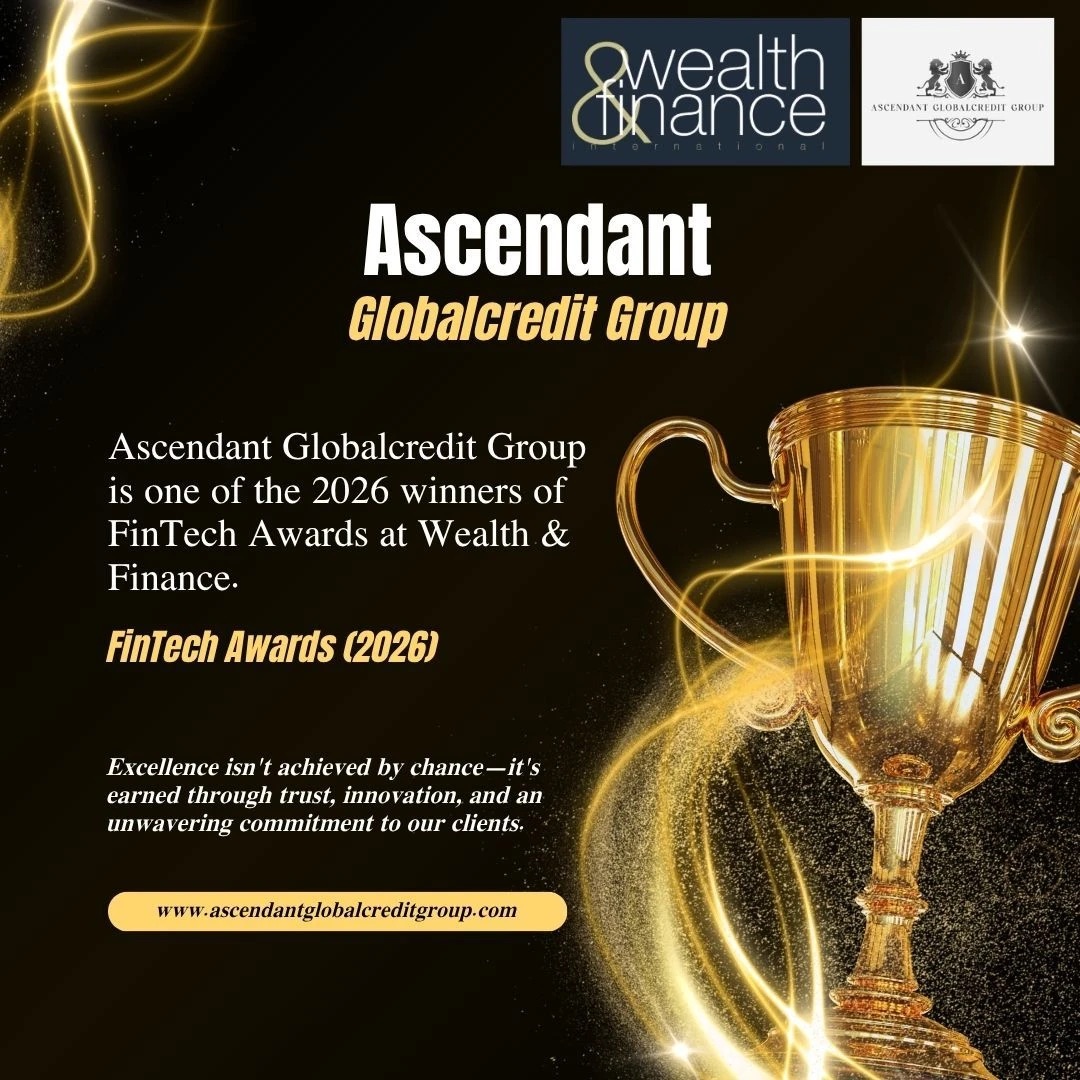 wealth
& finance
international
A
ASCENDANT GLOBALCREDIT GROUP
Ascendant
Globalcredit Group
Ascendant Globalcredit Group
is one of the 2026 winners of
FinTech Awards at Wealth &
Finance.
FinTech Awards (2026)
Excellence isn't achieved by chance—it's
earned through trust, innovation, and an
unwavering commitment to our clients.
www.ascendantglobalcreditgroup.com